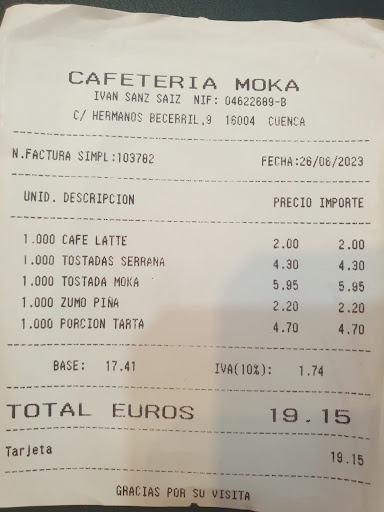 CAFETERIA MOKA
IVAN SANZ SAIZ NIF: 04622689-B
C/ HERMANOS BECERRIL,9 16004 CUENCA
N.FACTURA SIMPL:103782 FECHA:26/06/2023
UNID. DESCRIPCION PRECIO IMPORTE
1.000 CAFE LATTE 2.00 2.00
1.000 TOSTADAS SERRANA 4.30 4.30
1.000 TOSTADA MOKA 5.95 5.95
1.000 ZUMO PIÑA 2.20 2.20
1.000 PORCION TARTA 4.70 4.70
BASE: 17.41 IVA(10%): 1.74
TOTAL EUROS 19.15
Tarjeta 19.15
GRACIAS POR SU VISITA